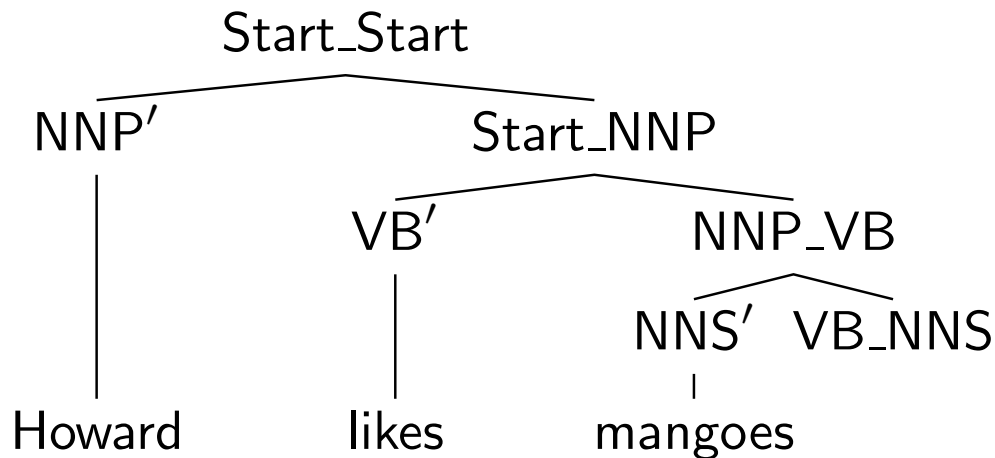 Start_Start
NNP′ Start_NNP
VB′ NNP_VB
NNS′ VB_NNS
Howard likes mangoes